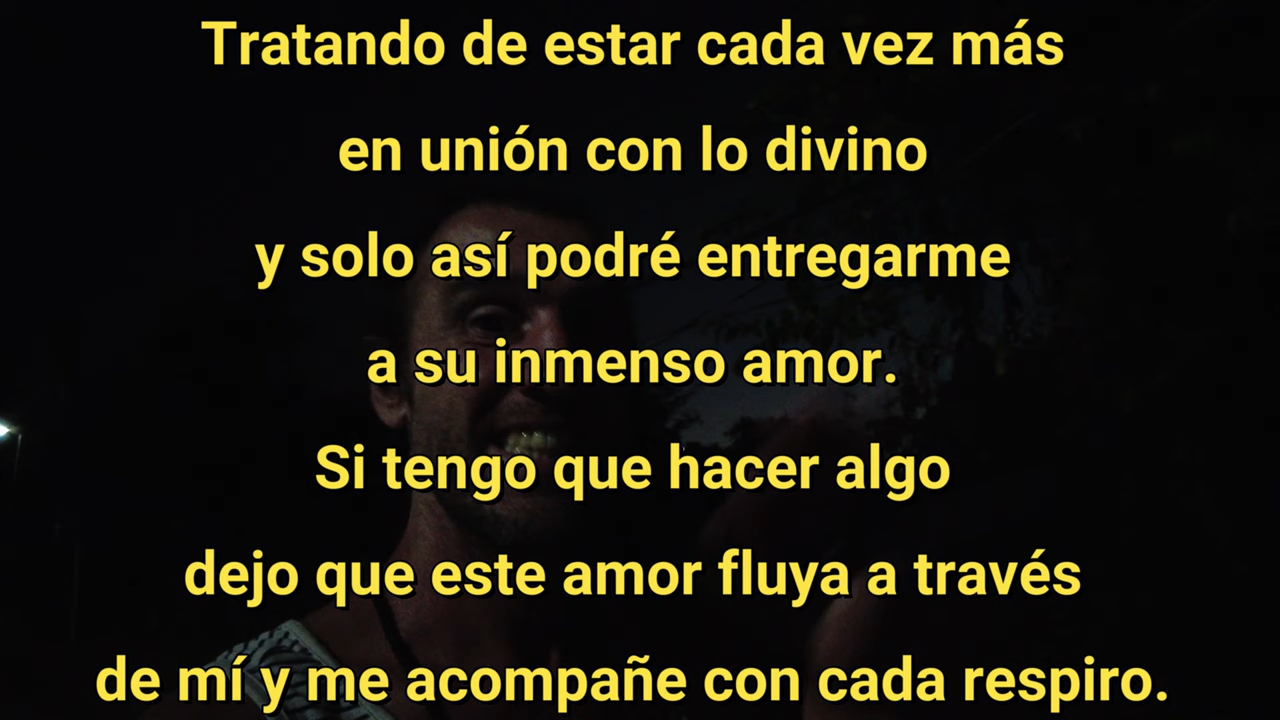 Tratando de estar cada vez más
en unión con lo divino
y solo así podré entregarme
a su inmenso amor.
Si tengo que hacer algo
dejo que este amor fluya a través
de mí y me acompañe con cada respiro.